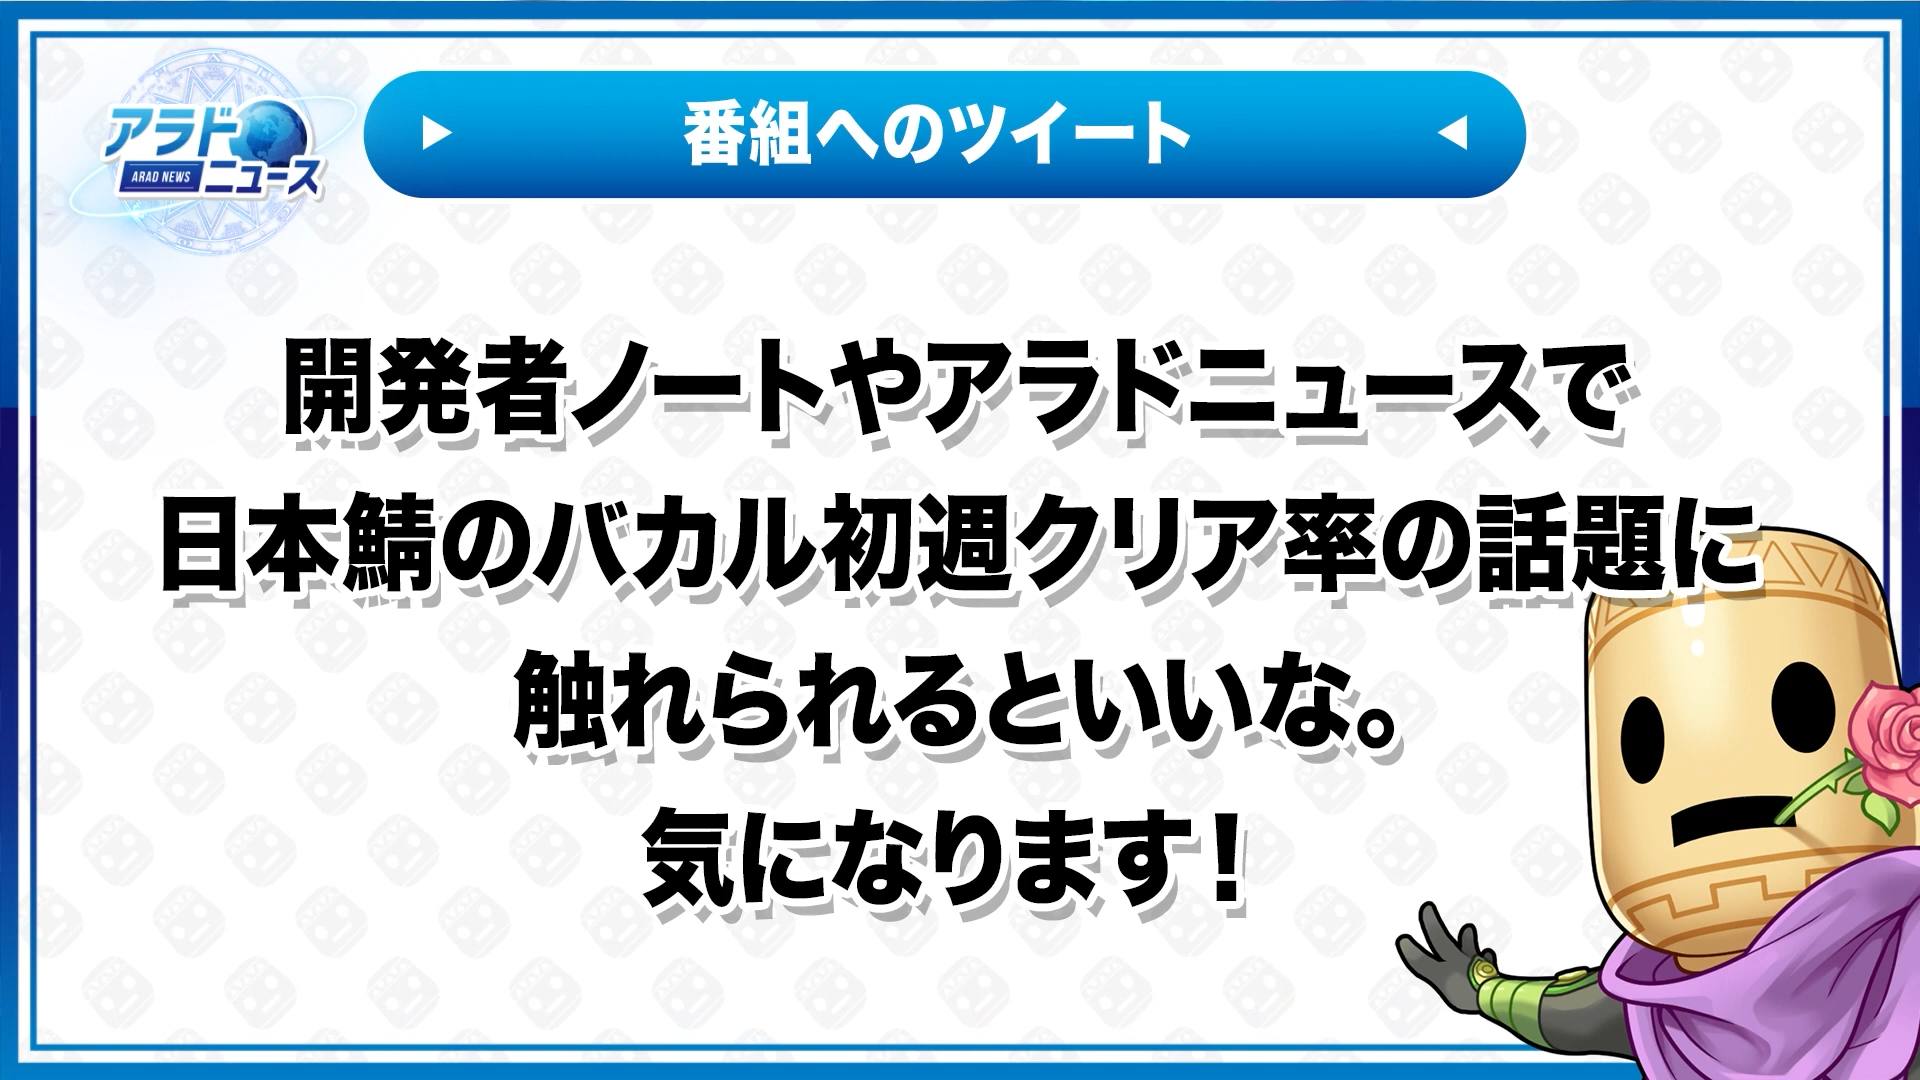 アラド
ARAD NEWS
ニュース
番組へのツイート
開発者ノートやアラドニュースで
日本鯖のバカル初週クリア率の話題に
触れられるといいな。
気になります！